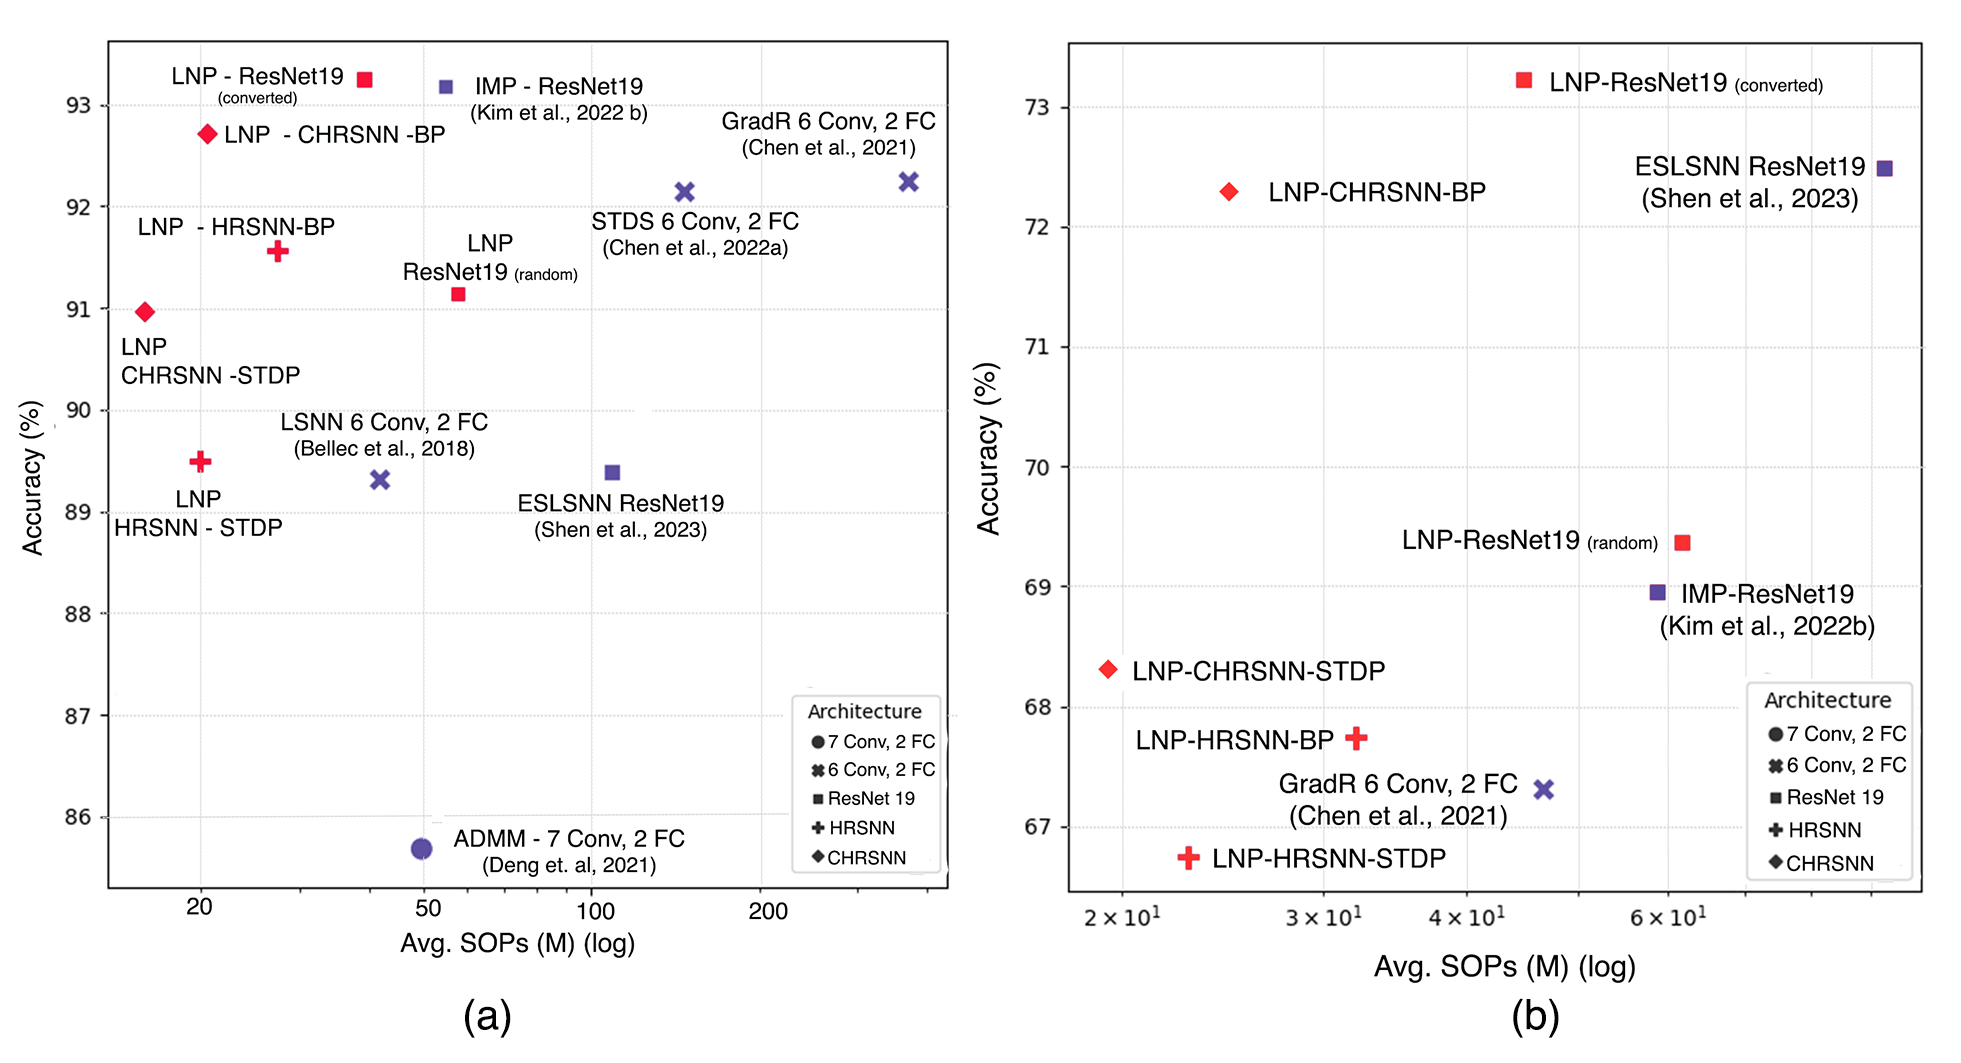 LNP - ResNet19
(converted)
IMP - ResNet19
(Kim et al., 2022 b)
GradR 6 Conv, 2 FC
(Chen et al., 2021)
LNP - CHRSNN -BP
STDS 6 Conv, 2 FC
(Chen et al., 2022a)
LNP - HRSNN-BP
LNP
ResNet19 (random)
LNP
CHRSNN -STDP
LSNN 6 Conv, 2 FC
(Bellec et al., 2018)
LNP
HRSNN - STDP
ESLSNN ResNet19
(Shen et al., 2023)
ADMM - 7 Conv, 2 FC
(Deng et. al, 2021)
Architecture
7 Conv, 2 FC
6 Conv, 2 FC
ResNet 19
HRSNN
CHRSNN
93
92
91
90
89
88
87
86
Accuracy (%)
20
50
100
200
Avg. SOPs (M) (log)
(a)
LNP-ResNet19 (converted)
ESLSNN ResNet19
(Shen et al., 2023)
LNP-CHRSNN-BP
LNP-ResNet19 (random)
IMP-ResNet19
(Kim et al., 2022b)
LNP-CHRSNN-STDP
LNP-HRSNN-BP
GradR 6 Conv, 2 FC
(Chen et al., 2021)
LNP-HRSNN-STDP
Architecture
7 Conv, 2 FC
6 Conv, 2 FC
ResNet 19
HRSNN
CHRSNN
73
72
71
70
69
68
67
Accuracy (%)
2 × 10¹
3 × 10¹
4 × 10¹
6 × 10¹
Avg. SOPs (M) (log)
(b)